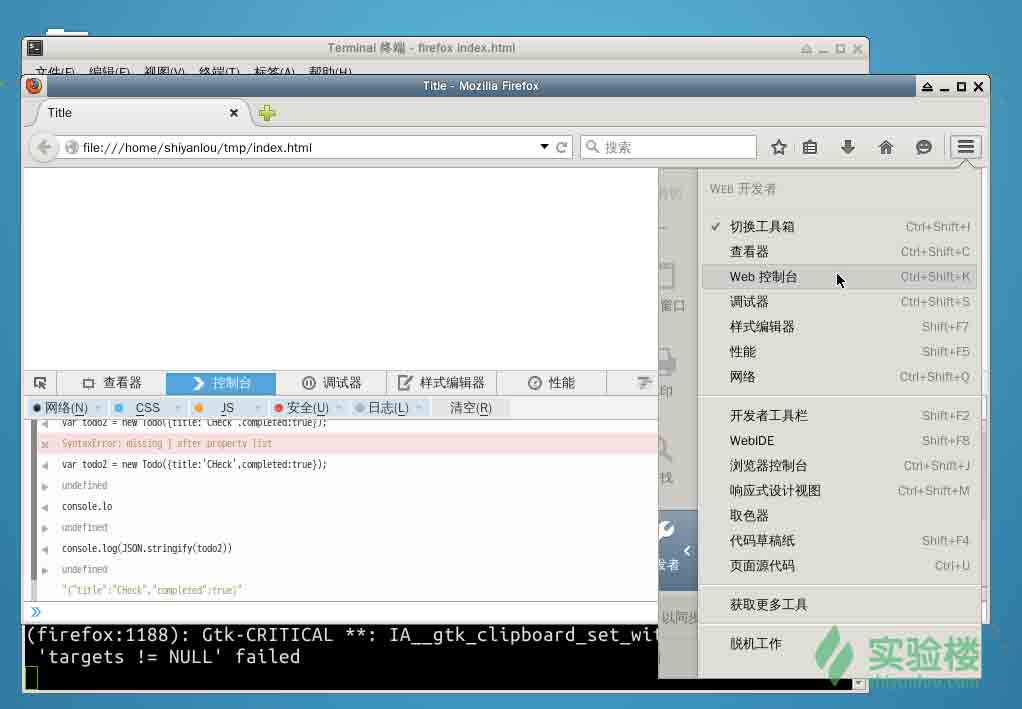 Terminal 终端 - firefox index.html
文件(F) 编辑(E) 视图(V) 终端(T) 标签(A) 帮助(H)
Title - Mozilla Firefox
Title
file:///home/shiyanlou/tmp/index.html
搜索
WEB 开发者
切换工具箱 Ctrl+Shift+I
查看器 Ctrl+Shift+C
Web 控制台 Ctrl+Shift+K
调试器 Ctrl+Shift+S
样式编辑器 Shift+F7
性能 Shift+F5
网络 Ctrl+Shift+Q
开发者工具栏 Shift+F2
WebIDE Shift+F8
浏览器控制台 Ctrl+Shift+J
响应式设计视图 Ctrl+Shift+M
取色器
代码草稿纸 Shift+F4
页面源代码 Ctrl+U
获取更多工具
脱机工作
窗口
印
找
发者
以同步
查看器 控制台 调试器 样式编辑器 性能
网络(N) CSS JS 安全(U) 日志(L) 清空(R)
var todo2 = new Todo({title:'CHeck',completed:true);
SyntaxError: missing } after property list
var todo2 = new Todo({title:'CHeck',completed:true});
undefined
console.lo
undefined
console.log(JSON.stringify(todo2))
undefined
"{"title":"CHeck","completed":true}"
(firefox:1188): Gtk-CRITICAL **: IA__gtk_clipboard_set_wit
'targets != NULL' failed
实验楼
shiyanlou.com